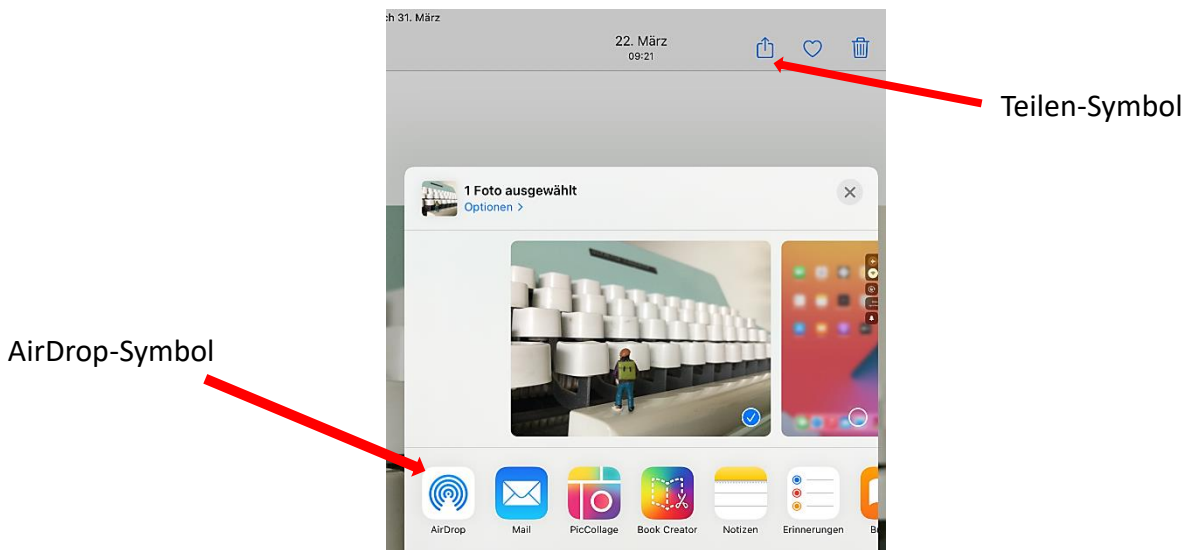 ch 31. März
22. März
09:21
Teilen-Symbol
1 Foto ausgewählt
Optionen >
AirDrop-Symbol
AirDrop
Mail
PicCollage
Book Creator
Notizen
Erinnerungen